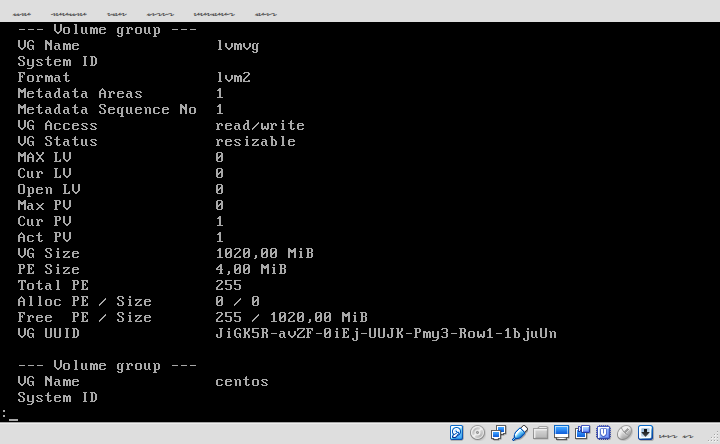 --- Volume group ---
VG Name lvmvg
System ID
Format lvm2
Metadata Areas 1
Metadata Sequence No 1
VG Access read/write
VG Status resizable
MAX LV 0
Cur LV 0
Open LV 0
Max PV 0
Cur PV 1
Act PV 1
VG Size 1020,00 MiB
PE Size 4,00 MiB
Total PE 255
Alloc PE / Size 0 / 0
Free PE / Size 255 / 1020,00 MiB
VG UUID JiGK5R-avZF-0iEj-UUJK-Pmy3-Row1-1bjuUn
--- Volume group ---
VG Name centos
System ID
:_